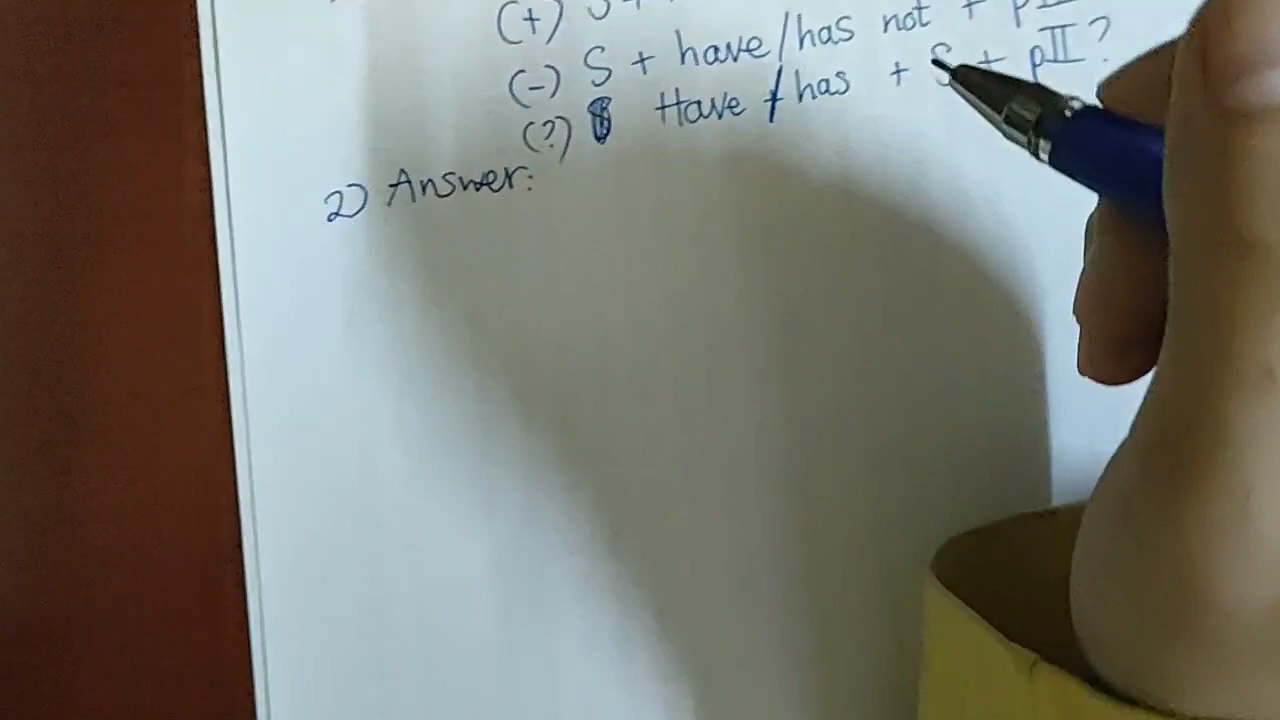 (+) S +
(-) S + have/has not + pII
(?) Have / has + S + pII?
2) Answer: